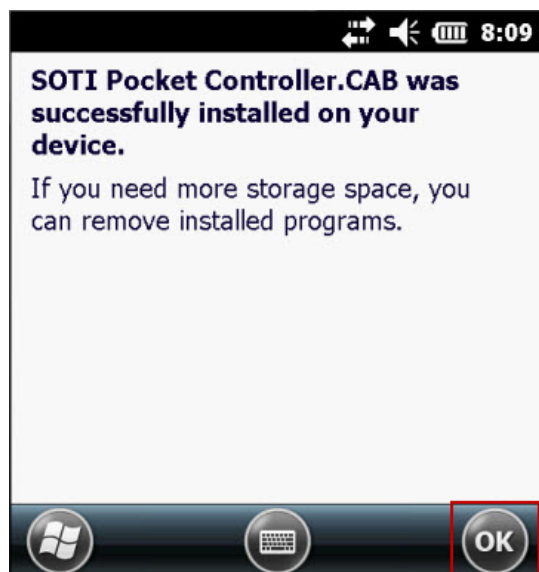 8:09
SOTI Pocket Controller.CAB was
successfully installed on your
device.
If you need more storage space, you
can remove installed programs.
OK